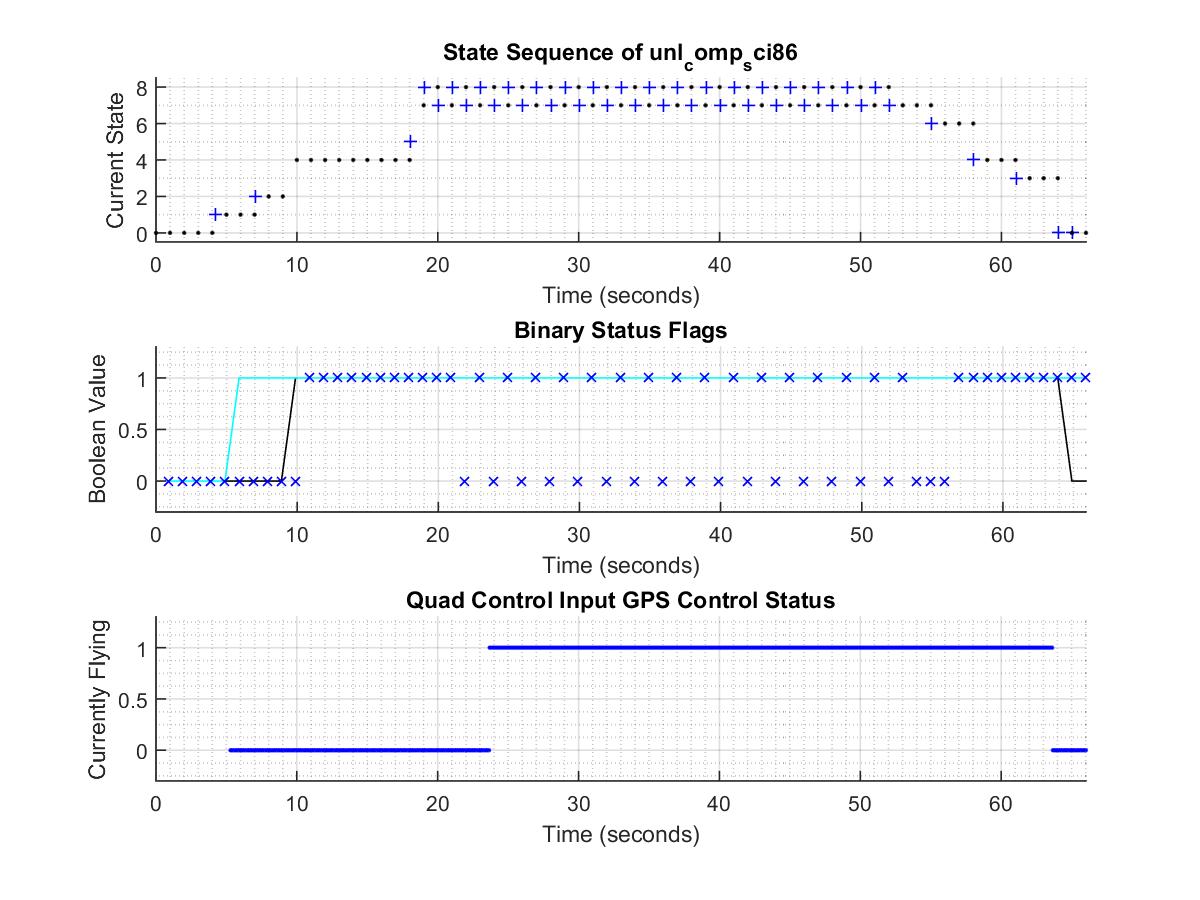 State Sequence of unl_comp_sci86
Current State
8
6
4
2
0
0 10 20 30 40 50 60
Time (seconds)
Binary Status Flags
Boolean Value
1
0.5
0
0 10 20 30 40 50 60
Time (seconds)
Quad Control Input GPS Control Status
Currently Flying
1
0.5
0
0 10 20 30 40 50 60
Time (seconds)